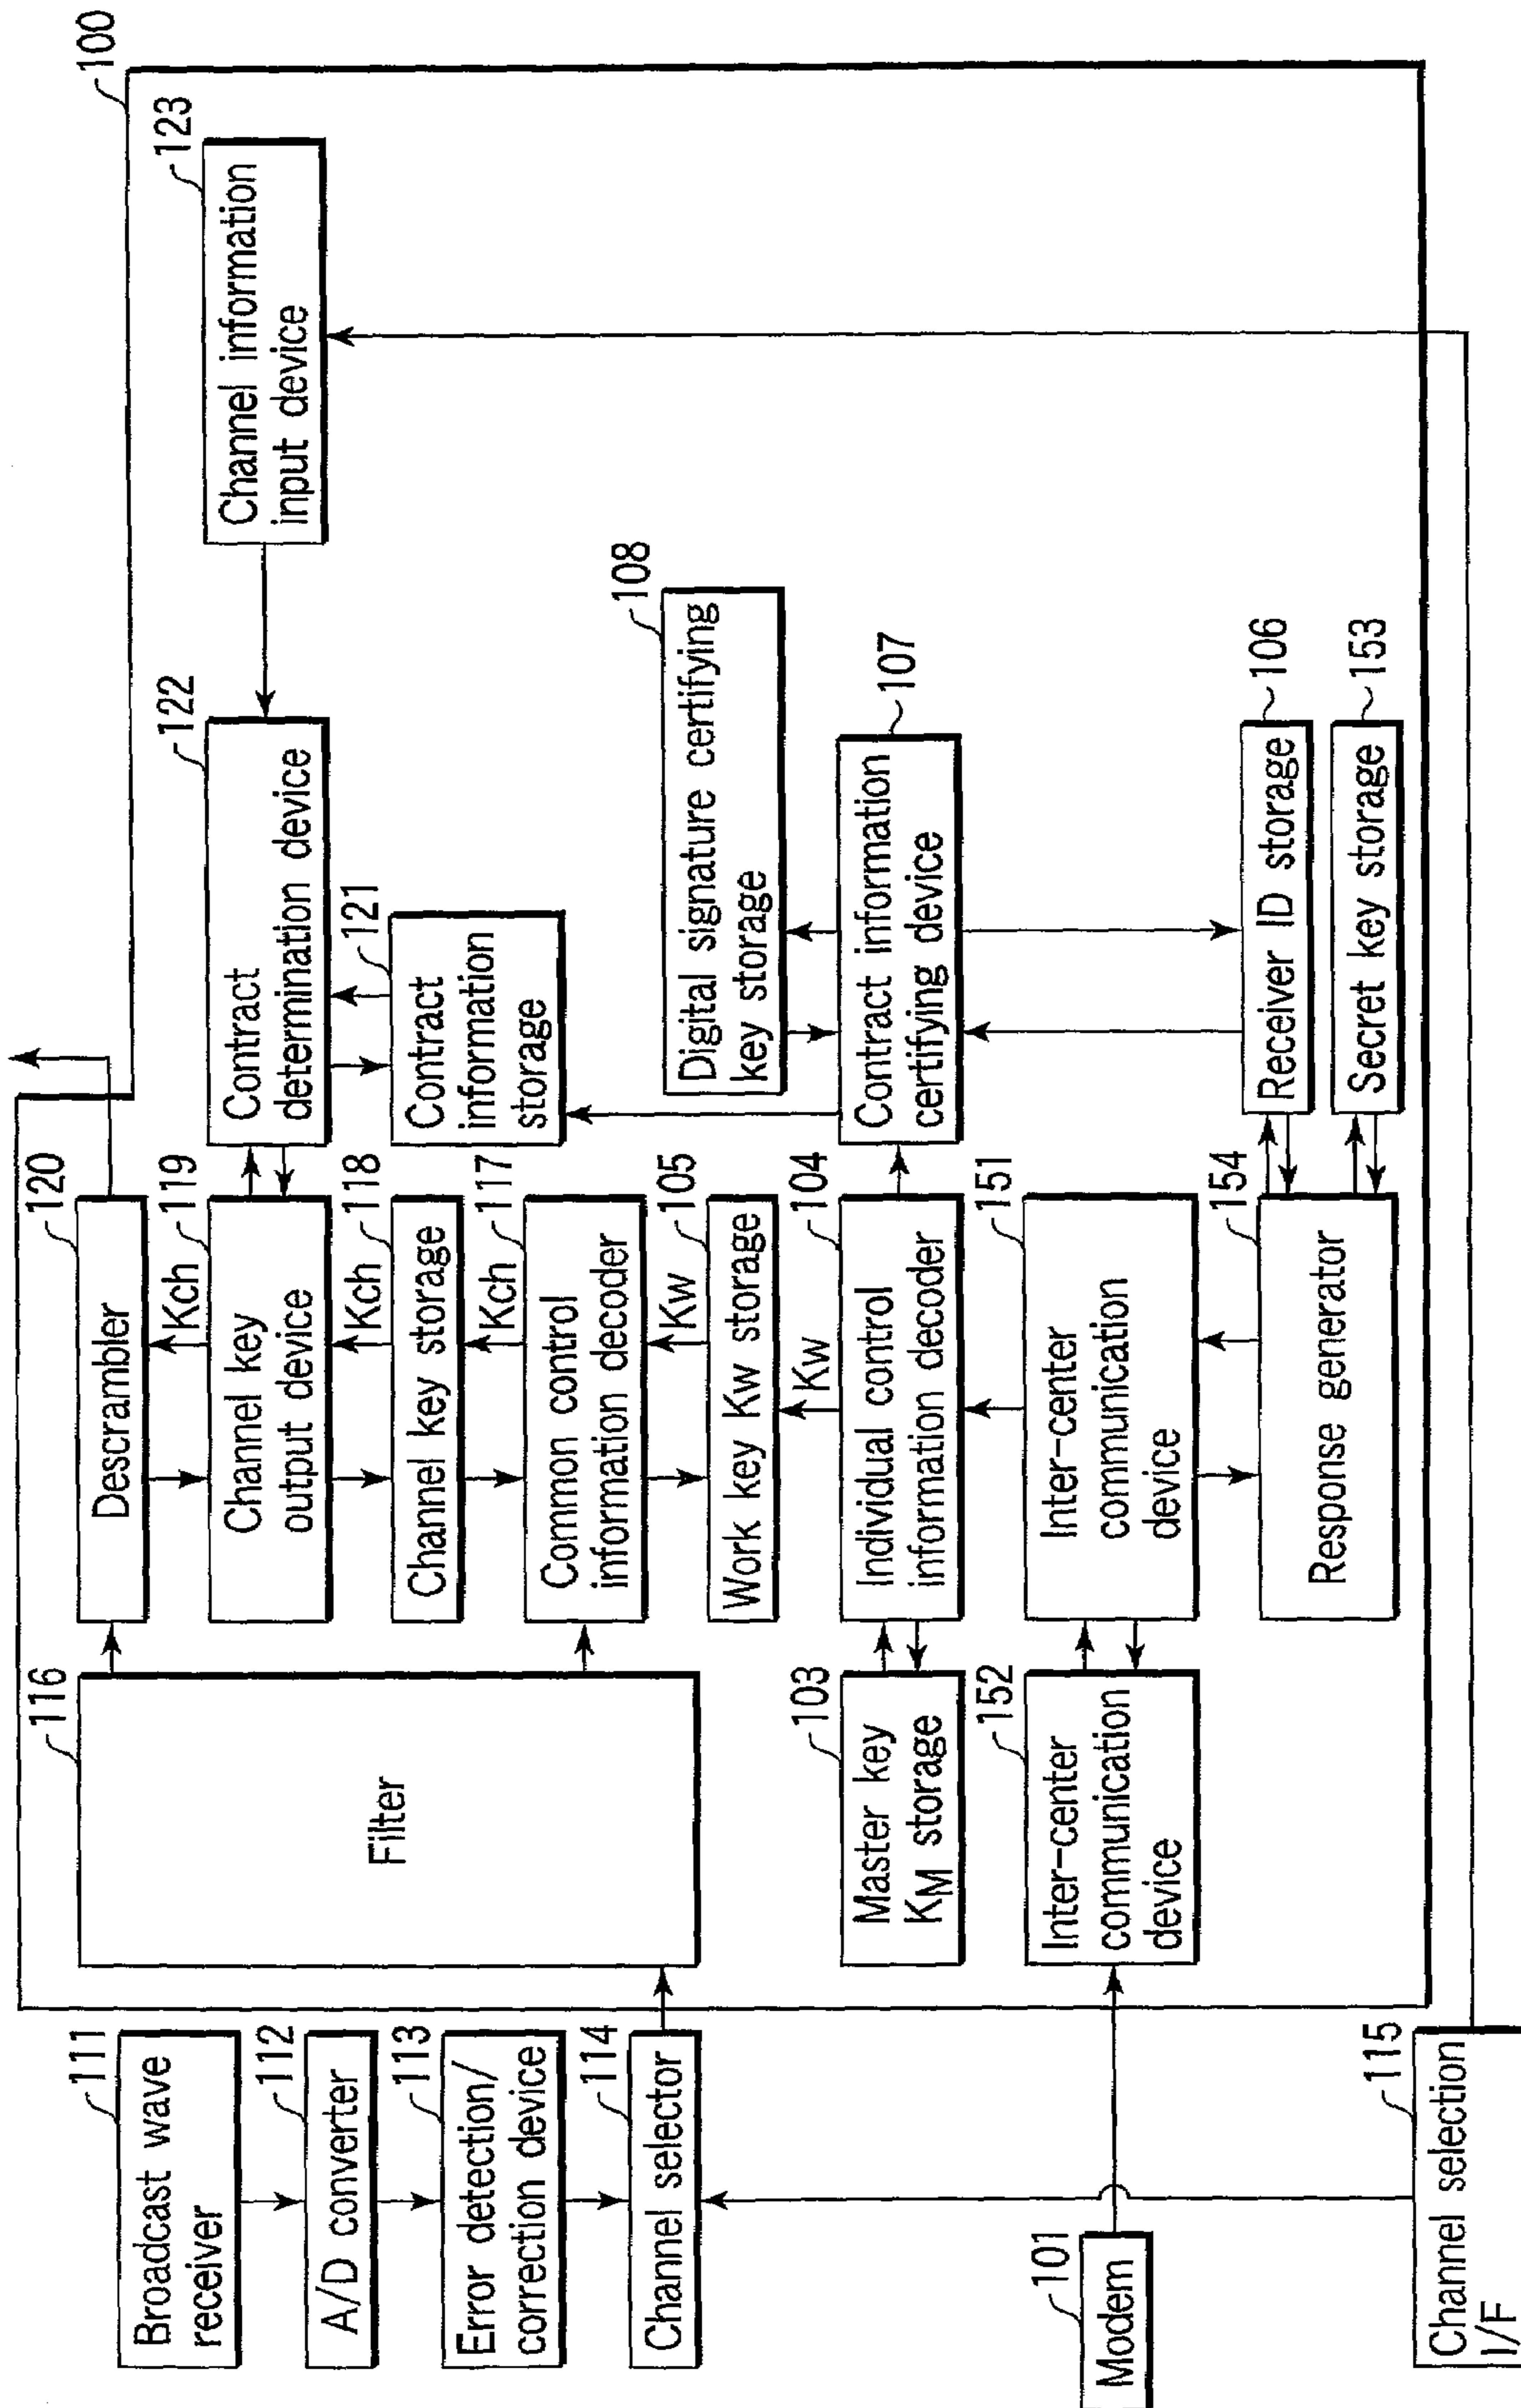 100
111
Broadcast wave
receiver
112
A/D converter
113
Error detection/
correction device
114
Channel selector
101
Modem
115
Channel selection
I/F
116
Filter
103
Master key
KM storage
152
Inter-center
communication
device
120
Descrambler
Kch
119
Channel key
output device
Kch
118
Channel key storage
Kch
117
Common control
information decoder
Kw
105
Work key Kw storage
Kw
104
Individual control
information decoder
151
Inter-center
communication
device
154
Response generator
122
Contract
determination device
121
Contract
information
storage
108
Digital signature certifying
key storage
107
Contract information
certifying device
106
Receiver ID storage
153
Secret key storage
123
Channel information
input device